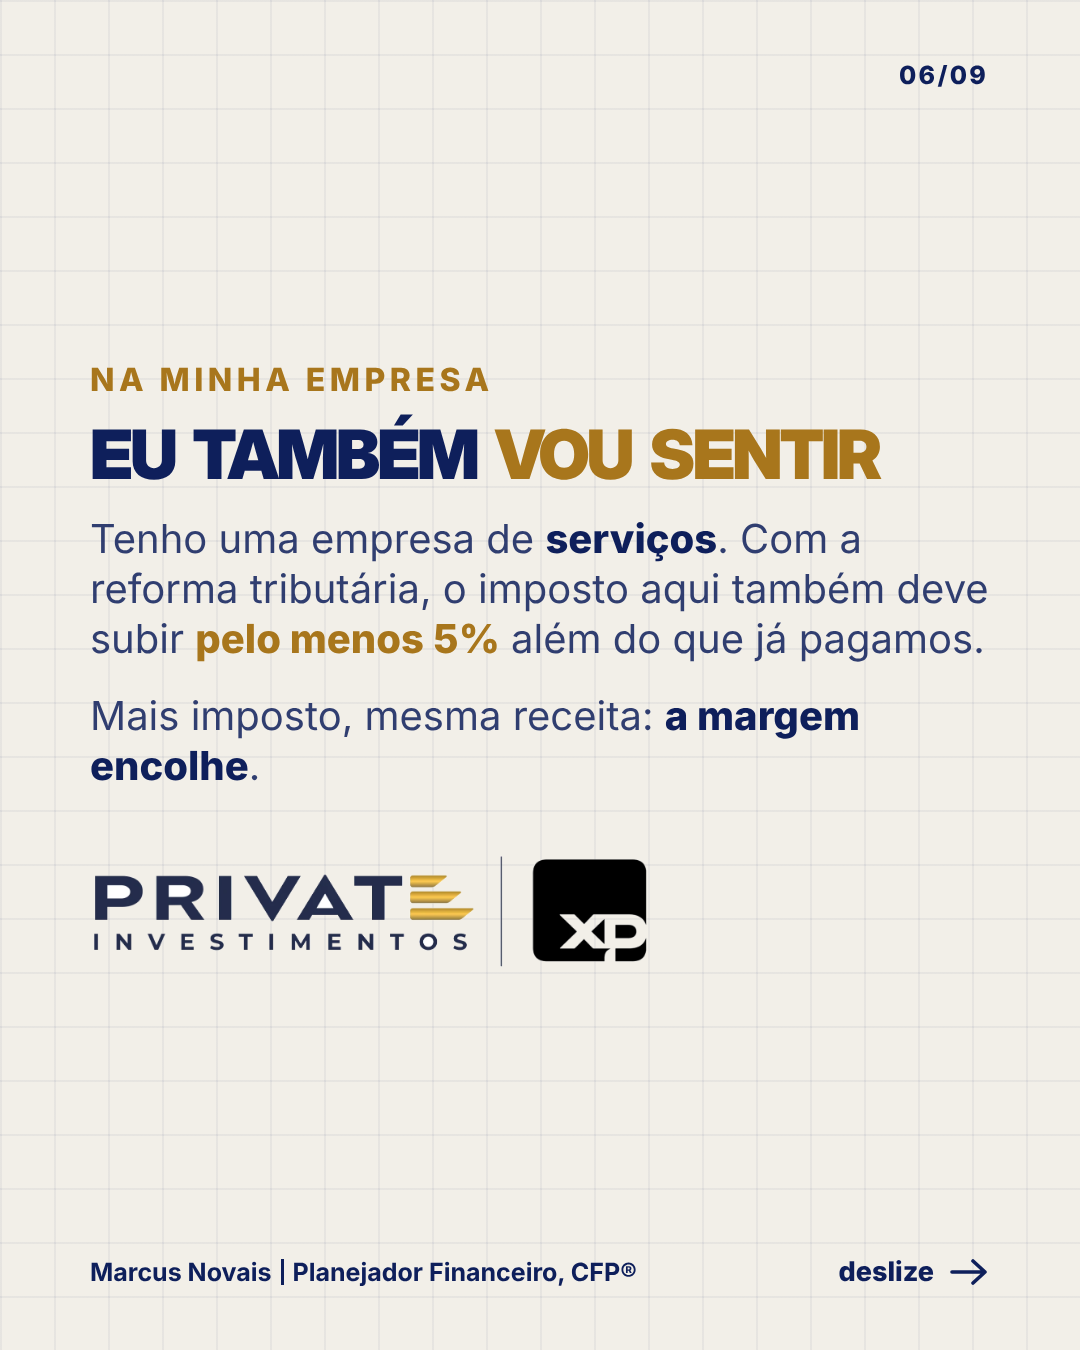 06/09
NA MINHA EMPRESA
EU TAMBÉM VOU SENTIR
Tenho uma empresa de serviços. Com a
reforma tributária, o imposto aqui também deve
subir pelo menos 5% além do que já pagamos.
Mais imposto, mesma receita: a margem
encolhe.
PRIVATE
INVESTIMENTOS
XP
Marcus Novais | Planejador Financeiro, CFP®
deslize →